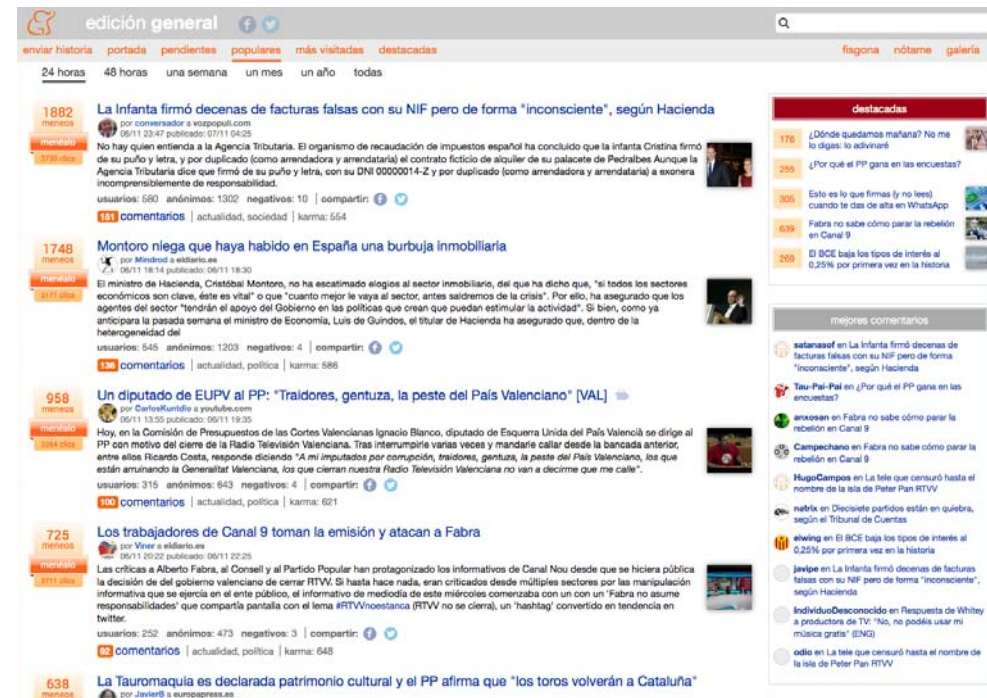 edición general
enviar historia portada pendientes populares más visitadas destacadas
fisgona nótame galería
24 horas 48 horas una semana un mes un año todas
1882
meneos
menéalo
3730 clics
La Infanta firmó decenas de facturas falsas con su NIF pero de forma "inconsciente", según Hacienda
por conversador a vozpopuli.com
06/11 23:47 publicado: 07/11 04:25
No hay quien entienda a la Agencia Tributaria. El organismo de recaudación de impuestos español ha concluido que la infanta Cristina firmó
de su puño y letra, y por duplicado (como arrendadora y arrendataria) el contrato ficticio de alquiler de su palacete de Pedralbes Aunque la
Agencia Tributaria dice que firmó de su puño y letra, con su DNI 00000014-Z y por duplicado (como arrendadora y arrendataria) a exonera
incomprensiblemente de responsabilidad.
usuarios: 580 anónimos: 1302 negativos: 10 | compartir:
151 comentarios | actualidad, sociedad | karma: 554
1748
meneos
menéalo
5171 clics
Montoro niega que haya habido en España una burbuja inmobiliaria
por Mindrod a eldiario.es
06/11 18:14 publicado: 06/11 18:30
El ministro de Hacienda, Cristóbal Montoro, no ha escatimado elogios al sector inmobiliario, del que ha dicho que, "si todos los sectores
económicos son clave, éste es vital" o que "cuanto mejor le vaya al sector, antes saldremos de la crisis". Por ello, ha asegurado que los
agentes del sector "tendrán el apoyo del Gobierno en las políticas que crean que puedan estimular la actividad". Si bien, como ya
anticipara la pasada semana el ministro de Economía, Luis de Guindos, el titular de Hacienda ha asegurado que, dentro de la
heterogeneidad del
usuarios: 545 anónimos: 1203 negativos: 4 | compartir:
136 comentarios | actualidad, política | karma: 586
958
meneos
menéalo
3364 clics
Un diputado de EUPV al PP: "Traidores, gentuza, la peste del País Valenciano" [VAL]
por CarlosKuntdio a youtube.com
06/11 13:55 publicado: 06/11 19:35
Hoy, en la Comisión de Presupuestos de las Cortes Valencianas Ignacio Blanco, diputado de Esquerra Unida del País Valencià se dirige al
PP con motivo del cierre de la Radio Televisión Valenciana. Tras interrumpirle varias veces y mandarle callar desde la bancada anterior,
entre ellos Ricardo Costa, responde diciendo "A mi imputados por corrupción, traidores, gentuza, la peste del País Valenciano, los que
están arruinando la Generalitat Valenciana, los que cierran nuestra Radio Televisión Valenciana no van a decirme que me calle".
usuarios: 315 anónimos: 643 negativos: 4 | compartir:
100 comentarios | actualidad, política | karma: 621
725
meneos
menéalo
3711 clics
Los trabajadores de Canal 9 toman la emisión y atacan a Fabra
por Viner a eldiario.es
06/11 20:22 publicado: 06/11 22:25
Las críticas a Alberto Fabra, al Consell y al Partido Popular han protagonizado los informativos de Canal Nou desde que se hiciera pública
la decisión de del gobierno valenciano de cerrar RTVV. Si hasta hace nada, eran criticados desde múltiples sectores por las manipulación
informativa que se ejercía en el ente público, el informativo de mediodía de este miércoles comenzaba con un con un 'Fabra no asume
responsabilidades' que compartía pantalla con el lema #RTVVnoestanca (RTVV no se cierra), un 'hashtag' convertido en tendencia en
twitter.
usuarios: 252 anónimos: 473 negativos: 3 | compartir:
92 comentarios | actualidad, política | karma: 648
638
meneos
La Tauromaquia es declarada patrimonio cultural y el PP afirma que "los toros volverán a Cataluña"
por JavierB a europapress.es
destacadas
176 ¿Dónde quedamos mañana? No me
lo digas: lo adivinaré
255 ¿Por qué el PP gana en las encuestas?
305 Esto es lo que firmas (y no lees)
cuando te das de alta en WhatsApp
639 Fabra no sabe cómo parar la rebelión
en Canal 9
269 El BCE baja los tipos de interés al
0,25% por primera vez en la historia
mejores comentarios
satanasof en La Infanta firmó decenas de
facturas falsas con su NIF pero de forma
"inconsciente", según Hacienda
Tau-Pai-Pai en ¿Por qué el PP gana en las
encuestas?
anxosan en Fabra no sabe cómo parar la
rebelión en Canal 9
Campechano en Fabra no sabe cómo parar la
rebelión en Canal 9
HugoCampos en La tele que censuró hasta el
nombre de la isla de Peter Pan RTVV
natrix en Diecisiete partidos están en quiebra,
según el Tribunal de Cuentas
elwing en El BCE baja los tipos de interés al
0,25% por primera vez en la historia
javipe en La Infanta firmó decenas de facturas
falsas con su NIF pero de forma "inconsciente",
según Hacienda
IndividuoDesconocido en Respuesta de Whitey
a productora de TV: "No, no podéis usar mi
música gratis" (ENG)
odio en La tele que censuró hasta el nombre de
la isla de Peter Pan RTVV